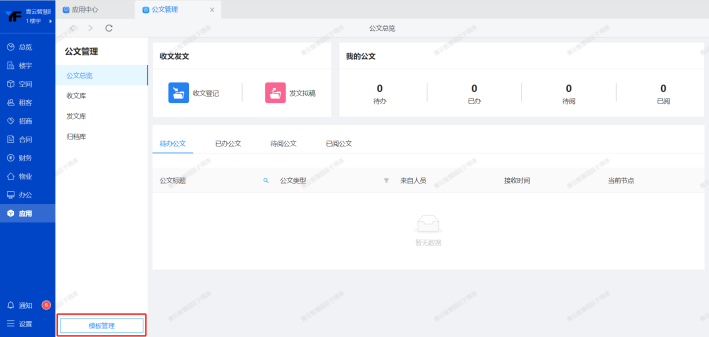 1 楼宇
应用中心
公文管理
公文总览
总览
楼宇
空间
租客
招商
合同
财务
物业
办公
应用
通知
6
设置
公文管理
公文总览
收文库
发文库
归档库
模板管理
收文发文
收文登记
发文拟稿
我的公文
0
待办
0
已办
0
待阅
0
已阅
待办公文
已办公文
待阅公文
已阅公文
公文标题
公文类型
来自人员
接收时间
当前节点
暂无数据